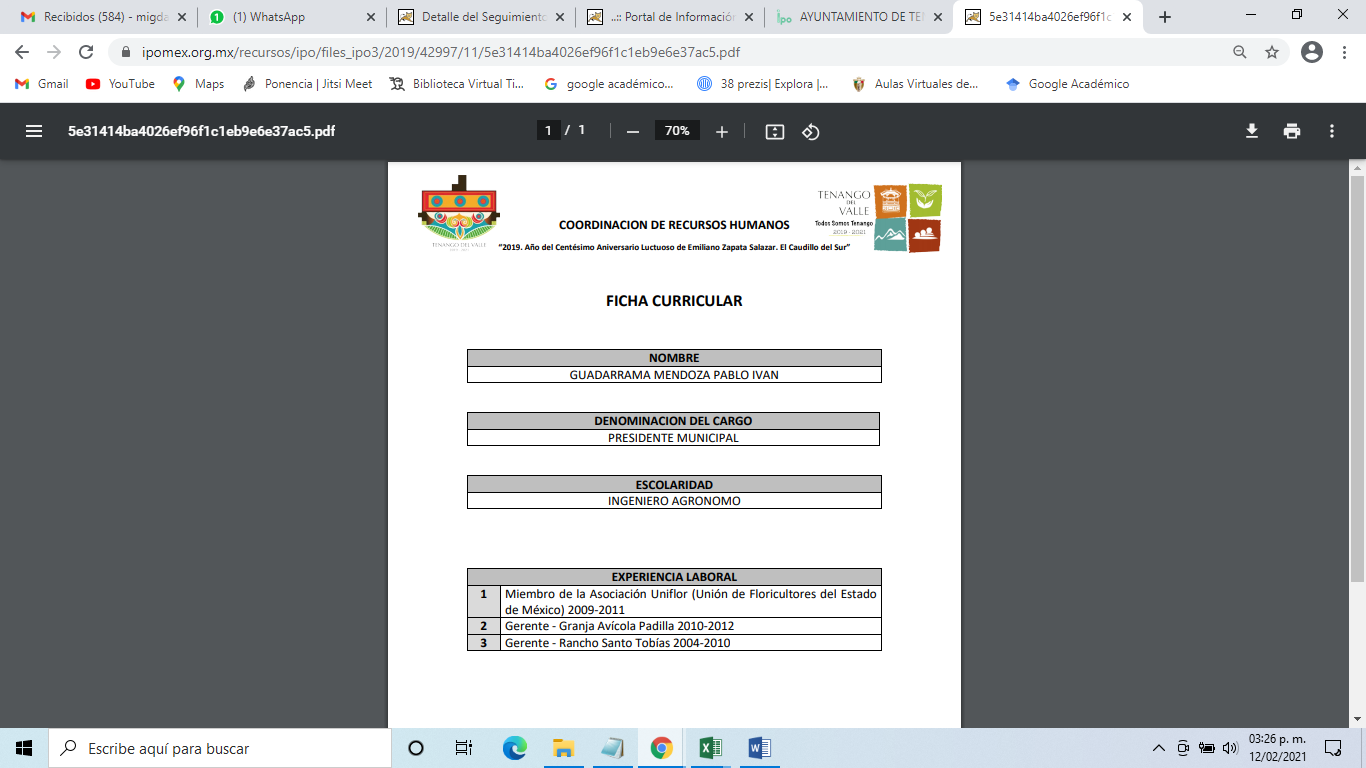 Recibidos (584) - migda
(1) WhatsApp
Detalle del Seguimiento
..:: Portal de Información
AYUNTAMIENTO DE TE
5e31414ba4026ef96f1c
ipomex.org.mx/recursos/ipo/files_ipo3/2019/42997/11/5e31414ba4026ef96f1c1eb9e6e37ac5.pdf
Gmail
YouTube
Maps
Ponencia | Jitsi Meet
Biblioteca Virtual Ti...
google académico...
38 prezis| Explora |...
Aulas Virtuales de...
Google Académico
5e31414ba4026ef96f1c1eb9e6e37ac5.pdf
1 / 1
70%
TENANGO DEL VALLE
TENANGO
DEL
VALLE
Todos Somos Tenango
2019 - 2021
COORDINACION DE RECURSOS HUMANOS
“2019. Año del Centésimo Aniversario Luctuoso de Emiliano Zapata Salazar. El Caudillo del Sur”
FICHA CURRICULAR
NOMBRE
GUADARRAMA MENDOZA PABLO IVAN
DENOMINACION DEL CARGO
PRESIDENTE MUNICIPAL
ESCOLARIDAD
INGENIERO AGRONOMO
EXPERIENCIA LABORAL
1 Miembro de la Asociación Uniflor (Unión de Floricultores del Estado
de México) 2009-2011
2 Gerente - Granja Avícola Padilla 2010-2012
3 Gerente - Rancho Santo Tobías 2004-2010
Escribe aquí para buscar
03:26 p. m.
12/02/2021